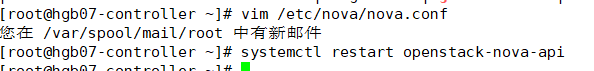 [root@hgb07-controller ~]# vim /etc/nova/nova.conf
您在 /var/spool/mail/root 中有新邮件
[root@hgb07-controller ~]# systemctl restart openstack-nova-api
[root@hgb07-controller ~]#